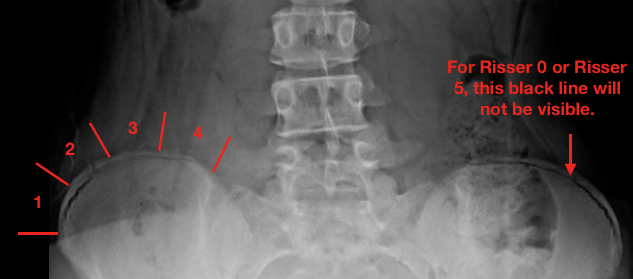 For Risser 0 or Risser
5, this black line will
not be visible.
4
3
2
1